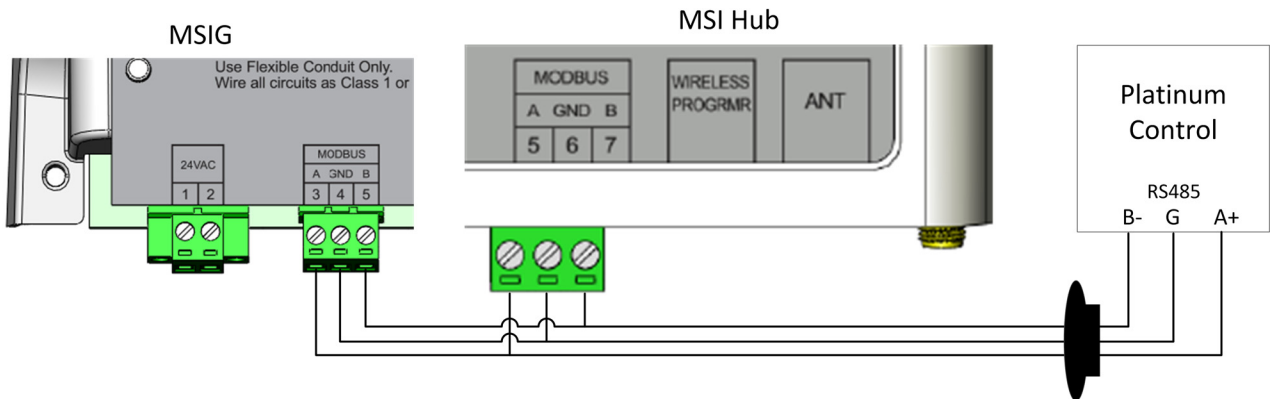 MSIG
Use Flexible Conduit Only.
Wire all circuits as Class 1 or
24VAC
1 2
MODBUS
A GND B
3 4 5
MSI Hub
MODBUS
A GND B
5 6 7
WIRELESS
PROGRMR
ANT
Platinum
Control
RS485
B- G A+